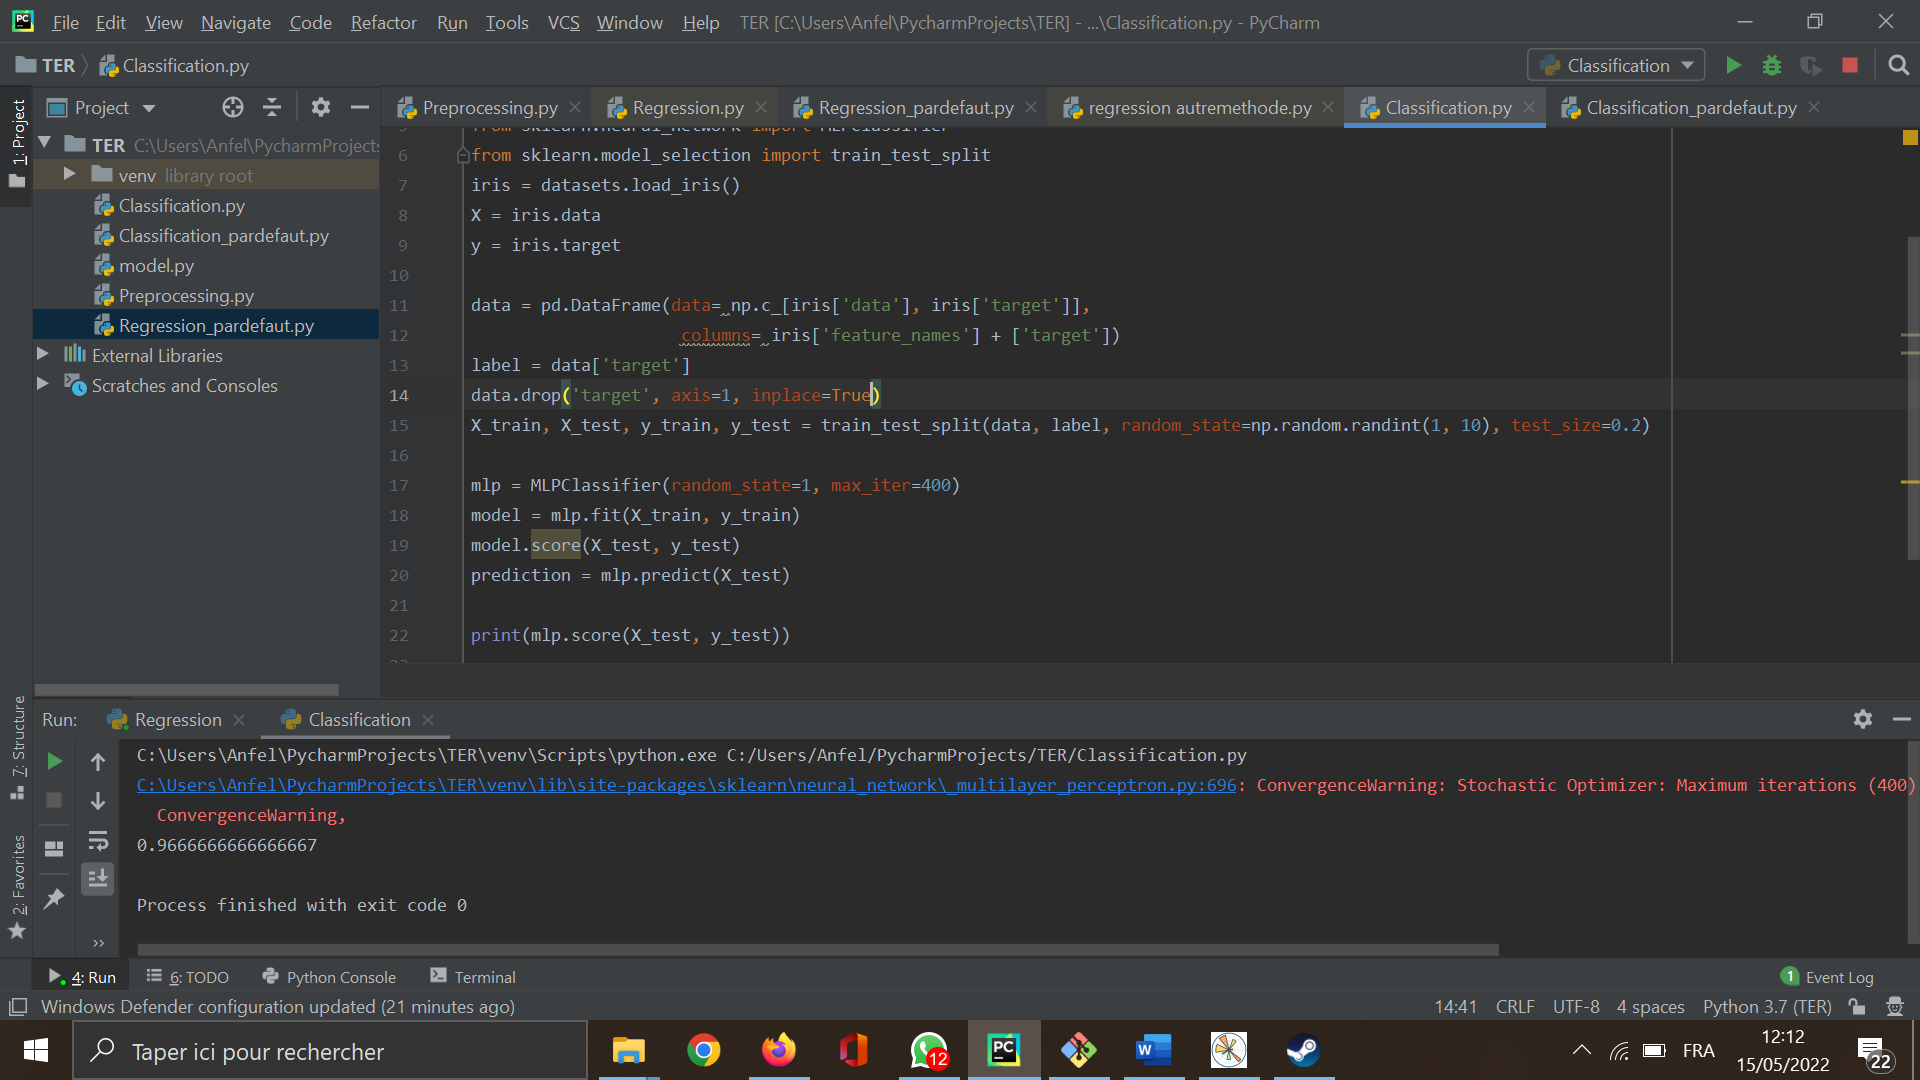 PC File Edit View Navigate Code Refactor Run Tools VCS Window Help TER [C:\Users\Anfel\PycharmProjects\TER] - ...\Classification.py - PyCharm
TER Classification.py Classification
1: Project
Project
Preprocessing.py Regression.py Regression_pardefaut.py regression autremethode.py Classification.py Classification_pardefaut.py
TER C:\Users\Anfel\PycharmProjects
venv library root
Classification.py
Classification_pardefaut.py
model.py
Preprocessing.py
Regression_pardefaut.py
External Libraries
Scratches and Consoles
5 from sklearn.neural_network import MLPClassifier
6 from sklearn.model_selection import train_test_split
7 iris = datasets.load_iris()
8 X = iris.data
9 y = iris.target
10
11 data = pd.DataFrame(data= np.c_[iris['data'], iris['target']],
12 columns= iris['feature_names'] + ['target'])
13 label = data['target']
14 data.drop('target', axis=1, inplace=True)
15 X_train, X_test, y_train, y_test = train_test_split(data, label, random_state=np.random.randint(1, 10), test_size=0.2)
16
17 mlp = MLPClassifier(random_state=1, max_iter=400)
18 model = mlp.fit(X_train, y_train)
19 model.score(X_test, y_test)
20 prediction = mlp.predict(X_test)
21
22 print(mlp.score(X_test, y_test))
23
7: Structure
2: Favorites
Run: Regression Classification
C:\Users\Anfel\PycharmProjects\TER\venv\Scripts\python.exe C:/Users/Anfel/PycharmProjects/TER/Classification.py
C:\Users\Anfel\PycharmProjects\TER\venv\lib\site-packages\sklearn\neural_network\_multilayer_perceptron.py:696: ConvergenceWarning: Stochastic Optimizer: Maximum iterations (400)
ConvergenceWarning,
0.9666666666666667
Process finished with exit code 0
4: Run 6: TODO Python Console Terminal 1 Event Log
Windows Defender configuration updated (21 minutes ago) 14:41 CRLF UTF-8 4 spaces Python 3.7 (TER)
Taper ici pour rechercher 12 PC W FRA
12:12
15/05/2022
22